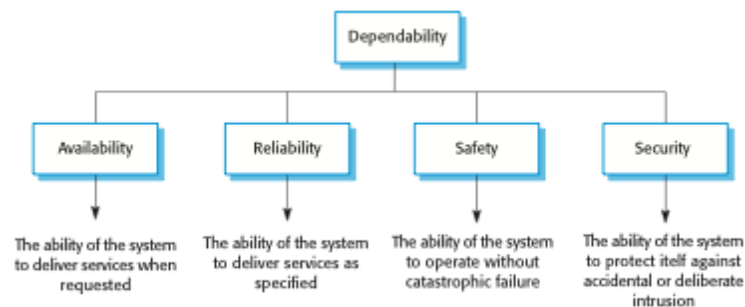 Dependability
Availability
Reliability
Safety
Security
The ability of the system
to deliver services when
requested
The ability of the system
to deliver services as
specified
The ability of the system
to operate without
catastrophic failure
The ability of the system
to protect itelf against
accidental or deliberate
intrusion